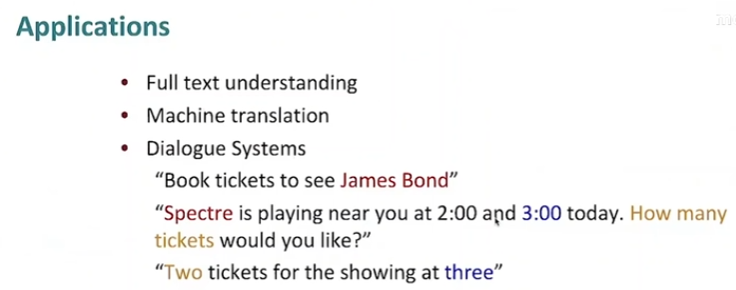 Applications
• Full text understanding
• Machine translation
• Dialogue Systems
“Book tickets to see James Bond”
“Spectre is playing near you at 2:00 and 3:00 today. How many
tickets would you like?”
“Two tickets for the showing at three”